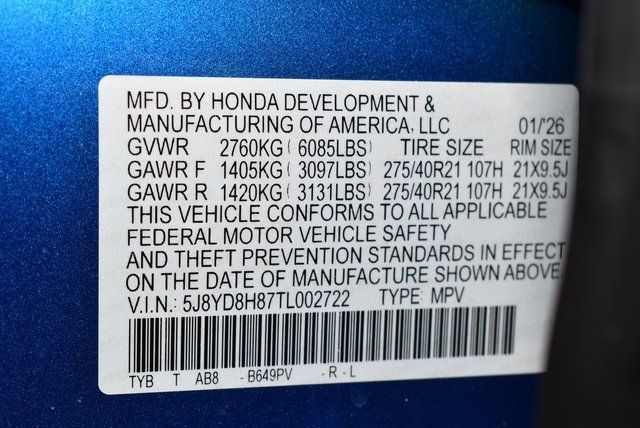 MFD. BY HONDA DEVELOPMENT &
MANUFACTURING OF AMERICA, LLC 01/'26
GVWR 2760KG ( 6085LBS) TIRE SIZE RIM SIZE
GAWR F 1405KG ( 3097LBS) 275/40R21 107H 21X9.5J
GAWR R 1420KG ( 3131LBS) 275/40R21 107H 21X9.5J
THIS VEHICLE CONFORMS TO ALL APPLICABLE
FEDERAL MOTOR VEHICLE SAFETY
AND THEFT PREVENTION STANDARDS IN EFFECT
ON THE DATE OF MANUFACTURE SHOWN ABOVE.
V.I.N.: 5J8YD8H87TL002722 TYPE: MPV
TYB T AB8 - B649PV - R - L